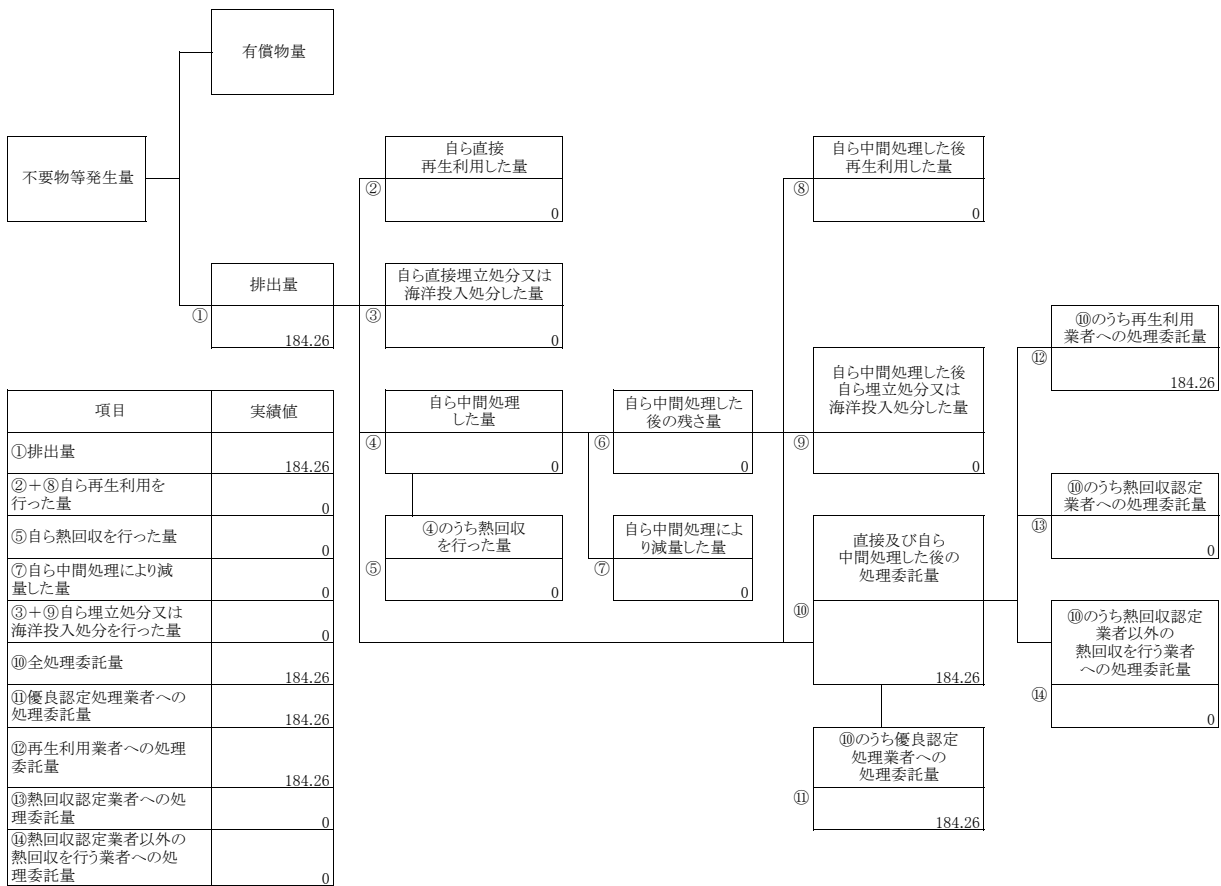 有償物量
不要物等発生量
排出量
①
184.26
自ら直接
再生利用した量
②
0
自ら直接埋立処分又は
海洋投入処分した量
③
0
自ら中間処理
した量
④
0
④のうち熱回収
を行った量
⑤
0
自ら中間処理した
後の残さ量
⑥
0
自ら中間処理によ
り減量した量
⑦
0
自ら中間処理した後
再生利用した量
⑧
0
自ら中間処理した後
自ら埋立処分又は
海洋投入処分した量
⑨
0
直接及び自ら
中間処理した後の
処理委託量
⑩
184.26
⑩のうち優良認定
処理業者への
処理委託量
⑪
184.26
⑩のうち再生利用
業者への処理委託量
⑫
184.26
⑩のうち熱回収認定
業者への処理委託量
⑬
0
⑩のうち熱回収認定
業者以外の
熱回収を行う業者
への処理委託量
⑭
0
項目 実績値
①排出量
184.26
②＋⑧自ら再生利用を
行った量
0
⑤自ら熱回収を行った量
0
⑦自ら中間処理により減
量した量
0
③＋⑨自ら埋立処分又は
海洋投入処分を行った量
0
⑩全処理委託量
184.26
⑪優良認定処理業者への
処理委託量
184.26
⑫再生利用業者への処理
委託量
184.26
⑬熱回収認定業者への処
理委託量
0
⑭熱回収認定業者以外の
熱回収を行う業者への処
理委託量
0